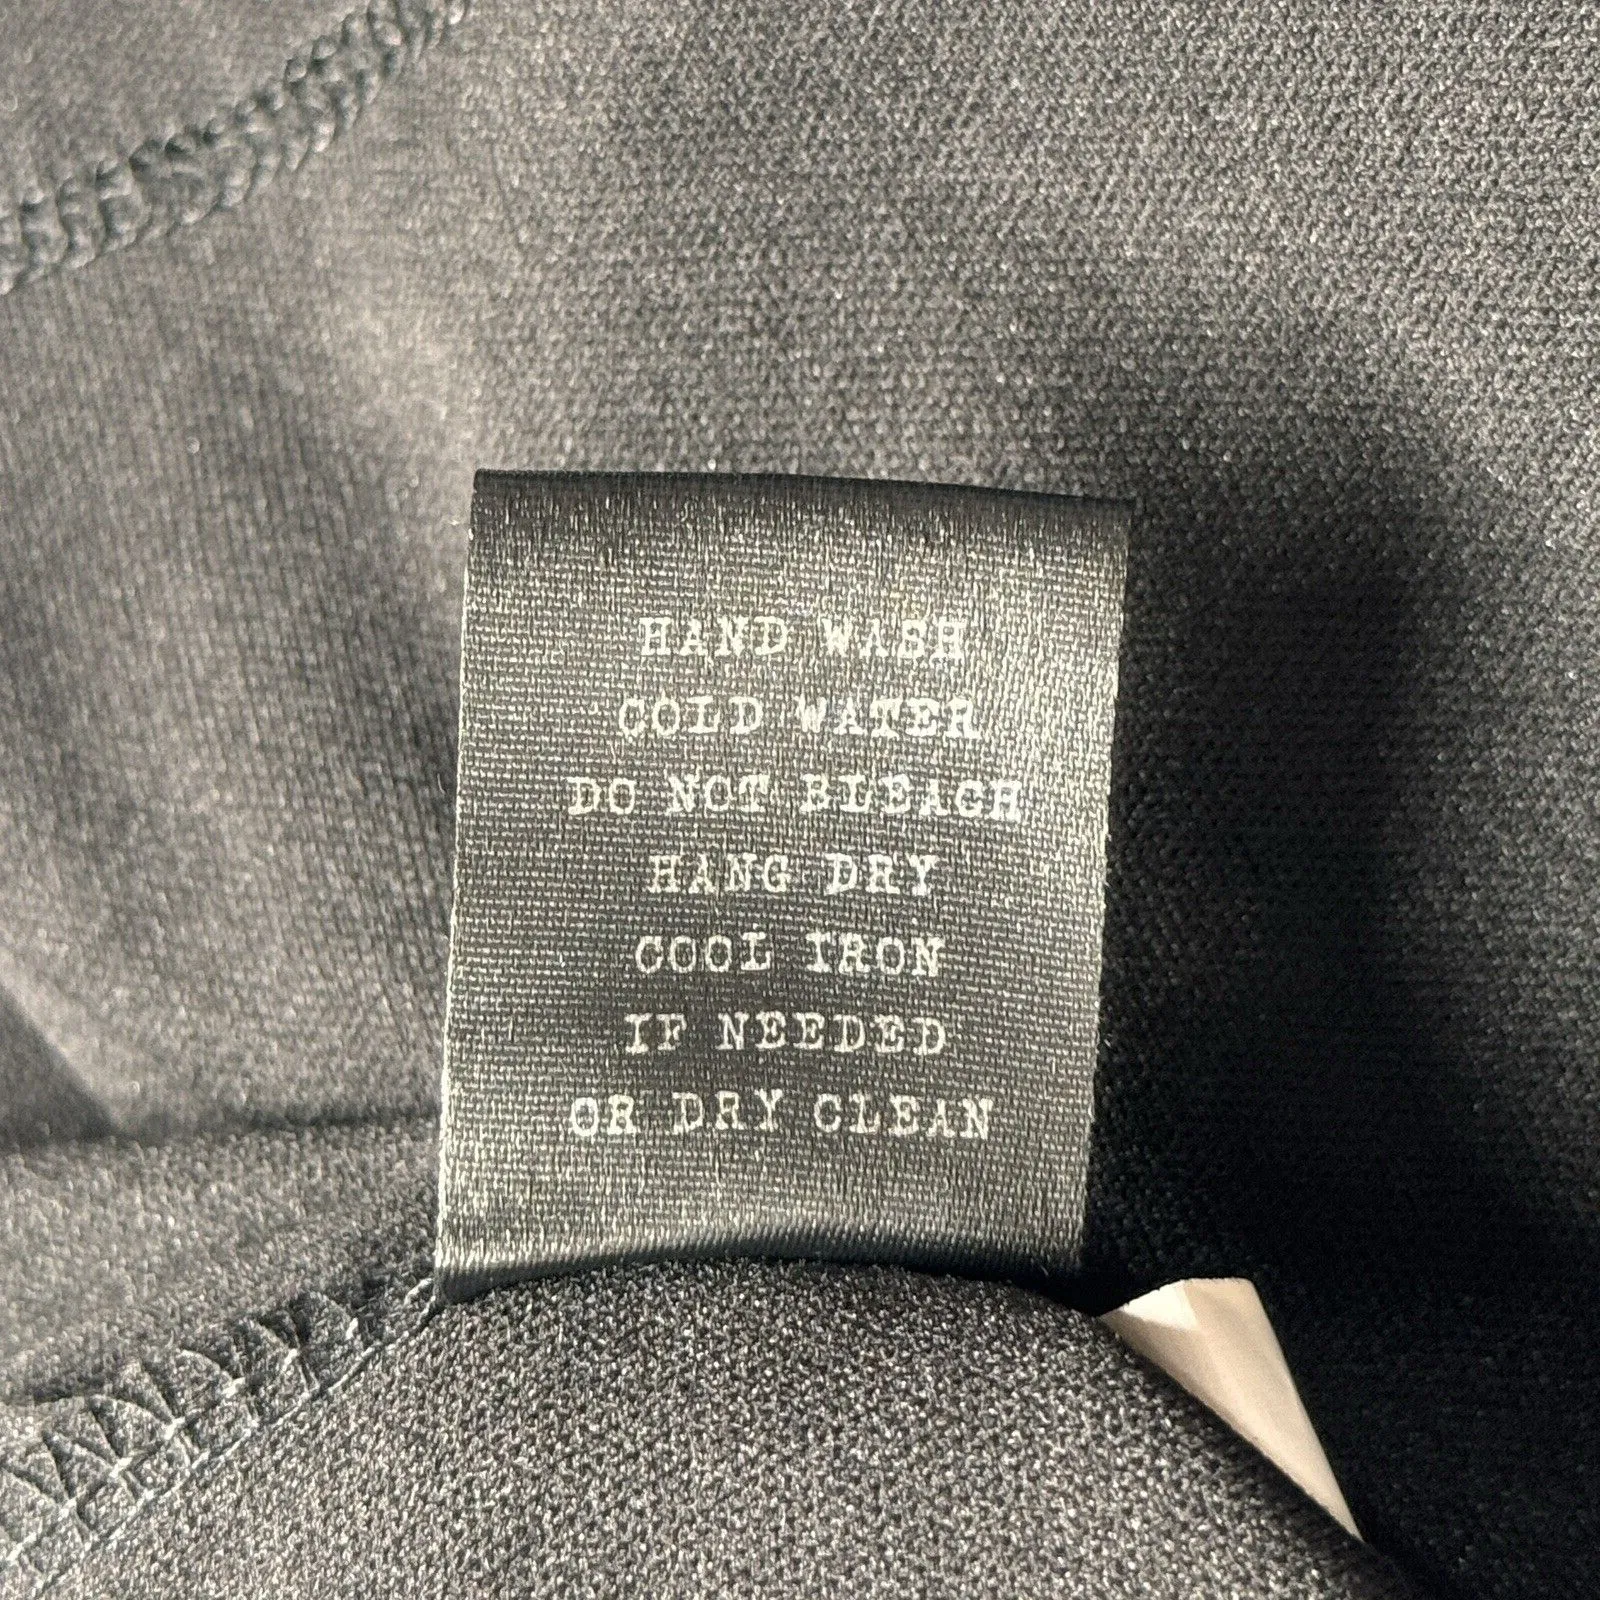 HAND WASH
COLD WATER
DO NOT BLEACH
HANG DRY
COOL IRON
IF NEEDED
OR DRY CLEAN